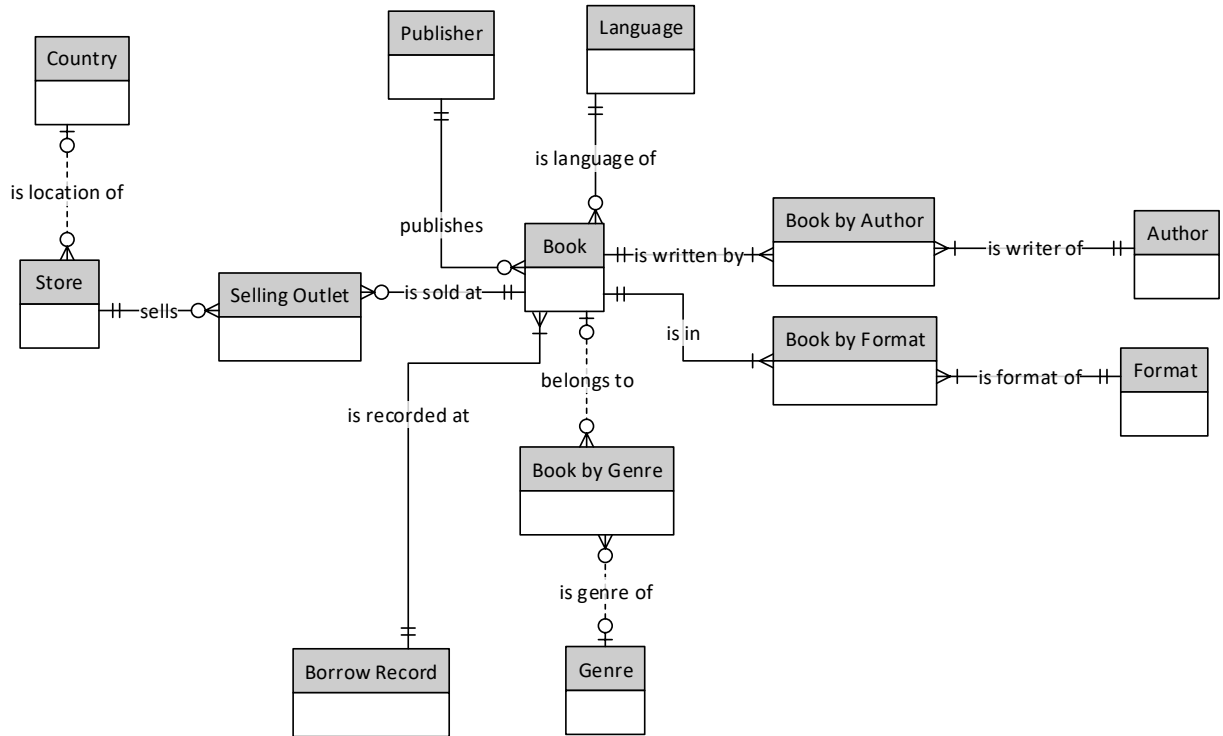 Publisher
Language
Country
is language of
is location of
publishes
Book by Author
Author
Book
is written by
is writer of
Store
Selling Outlet
is sold at
sells
is in
Book by Format
Format
is format of
belongs to
is recorded at
Book by Genre
is genre of
Borrow Record
Genre